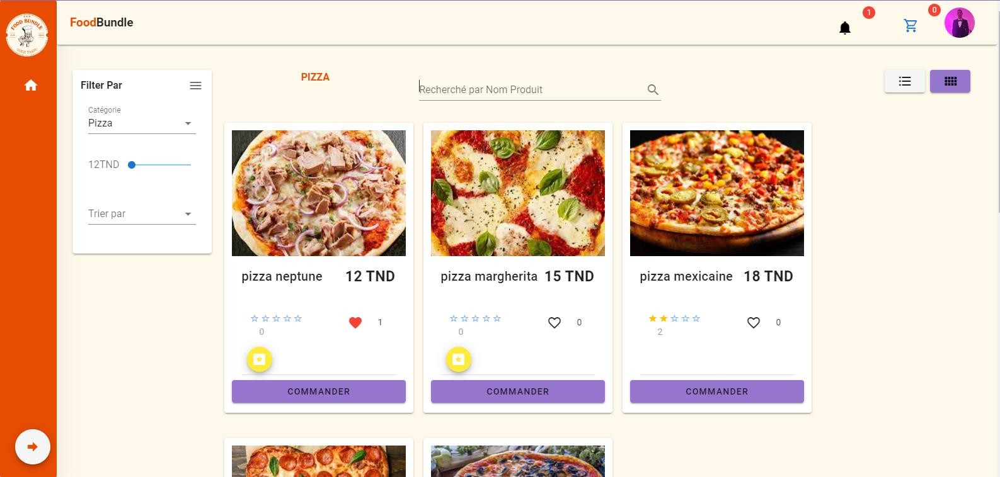 FOOD BUNDLE
GOOD TASTE
FoodBundle
1
0
Filter Par
Catégorie
Pizza
12TND
Trier par
PIZZA
Recherché par Nom Produit
pizza neptune 12 TND
0
1
COMMANDER
pizza margherita 15 TND
0
0
COMMANDER
pizza mexicaine 18 TND
2
0
COMMANDER